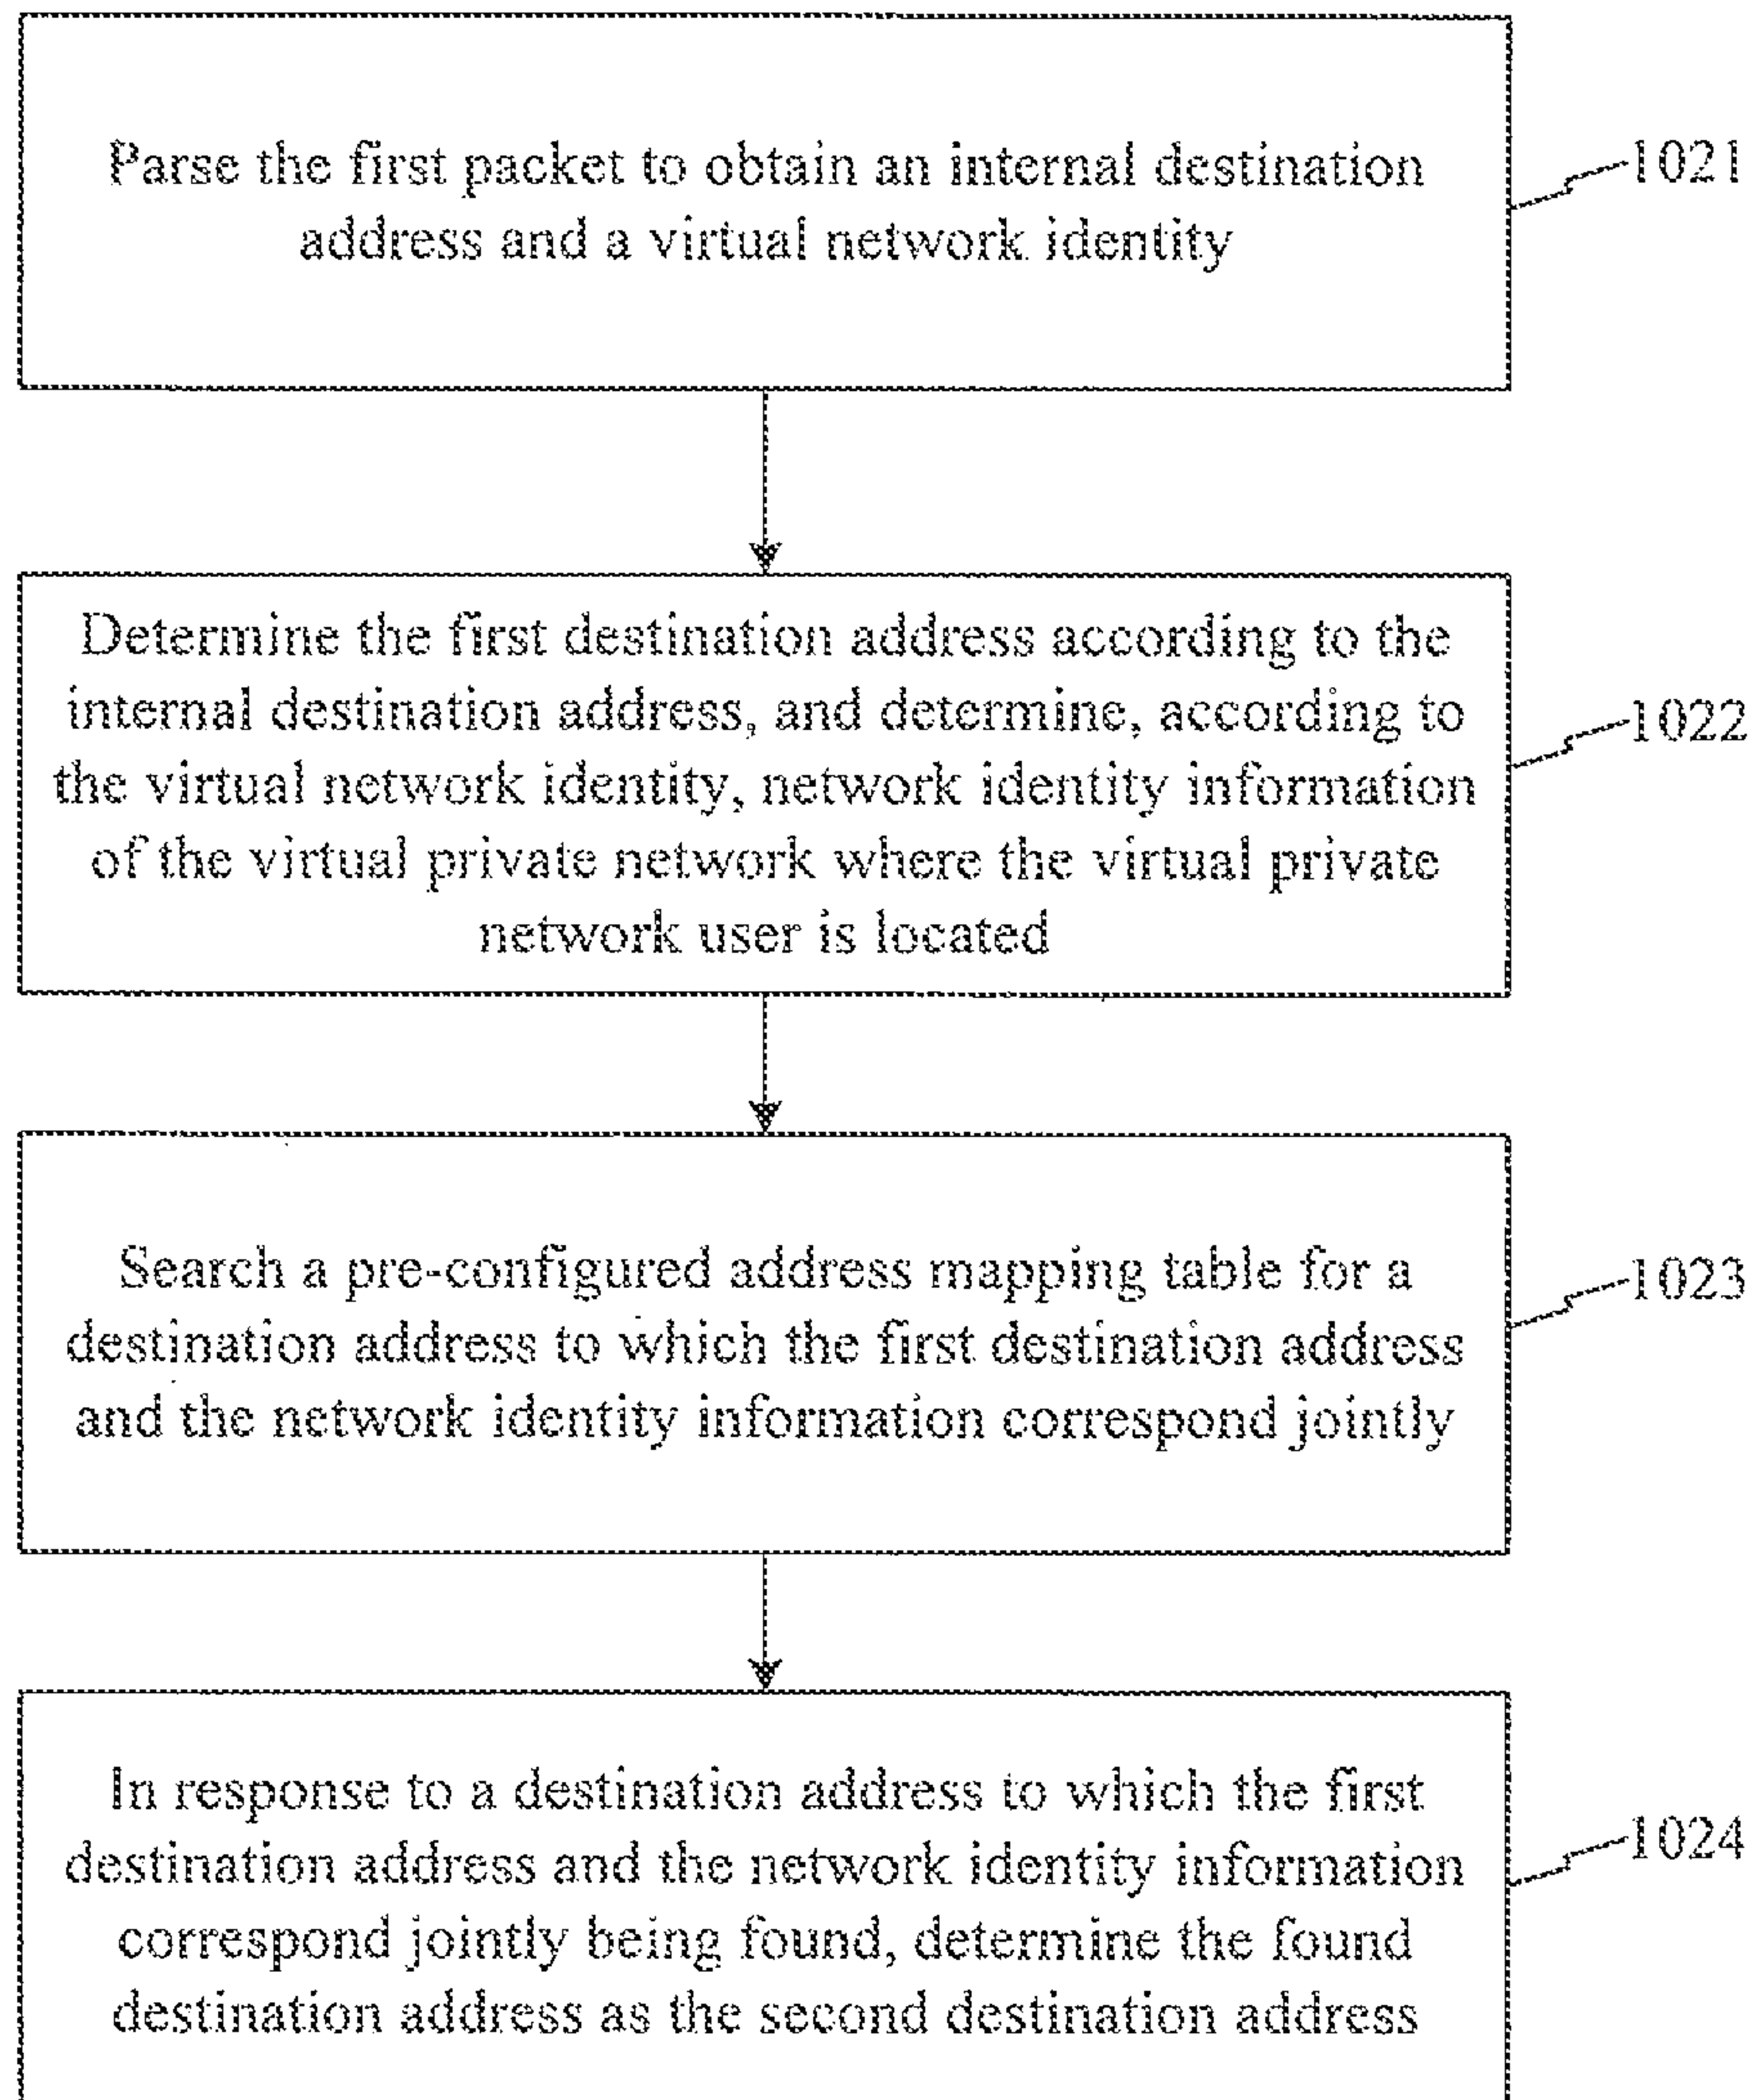 Parse the first packet to obtain an internal destination
address and a virtual network identity
1021
Determine the first destination address according to the
internal destination address, and determine, according to
the virtual network identity, network identity information
of the virtual private network where the virtual private
network user is located
1022
Search a pre-configured address mapping table for a
destination address to which the first destination address
and the network identity information correspond jointly
1023
In response to a destination address to which the first
destination address and the network identity information
correspond jointly being found, determine the found
destination address as the second destination address
1024